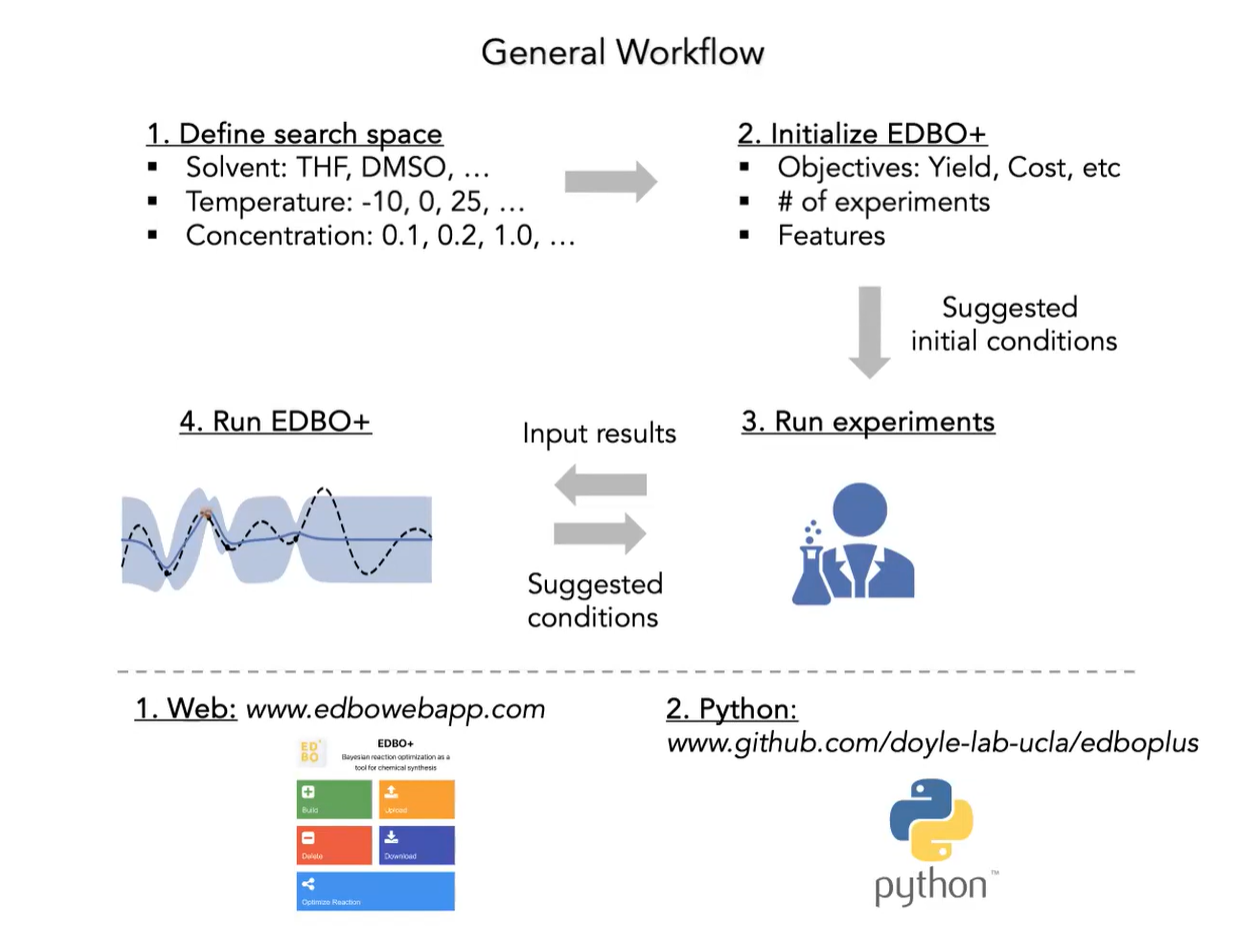 General Workflow
1. Define search space
▪ Solvent: THF, DMSO, …
▪ Temperature: -10, 0, 25, …
▪ Concentration: 0.1, 0.2, 1.0, …
2. Initialize EDBO+
▪ Objectives: Yield, Cost, etc
▪ # of experiments
▪ Features
Suggested
initial conditions
4. Run EDBO+
Input results
3. Run experiments
Suggested
conditions
1. Web: www.edbowebapp.com
ED
BO
EDBO+
Bayesian reaction optimization as a
tool for chemical synthesis
Build
Upload
Delete
Download
Optimize Reaction
2. Python:
www.github.com/doyle-lab-ucla/edboplus
python™